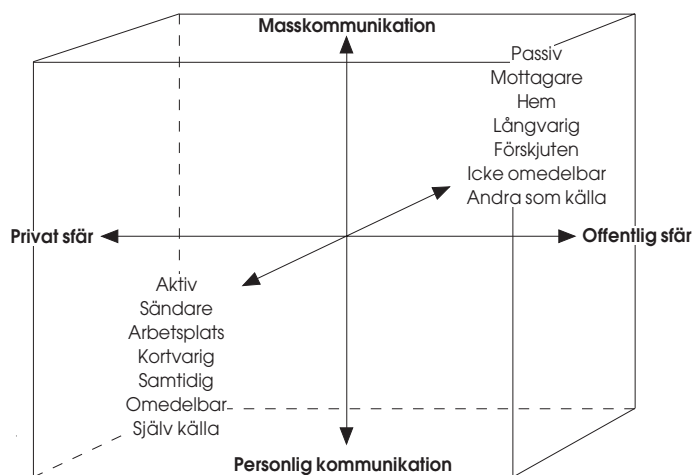 Masskommunikation
Passiv
Mottagare
Hem
Långvarig
Förskjuten
Icke omedelbar
Andra som källa
Privat sfär
Offentlig sfär
Aktiv
Sändare
Arbetsplats
Kortvarig
Samtidig
Omedelbar
Själv källa
Personlig kommunikation